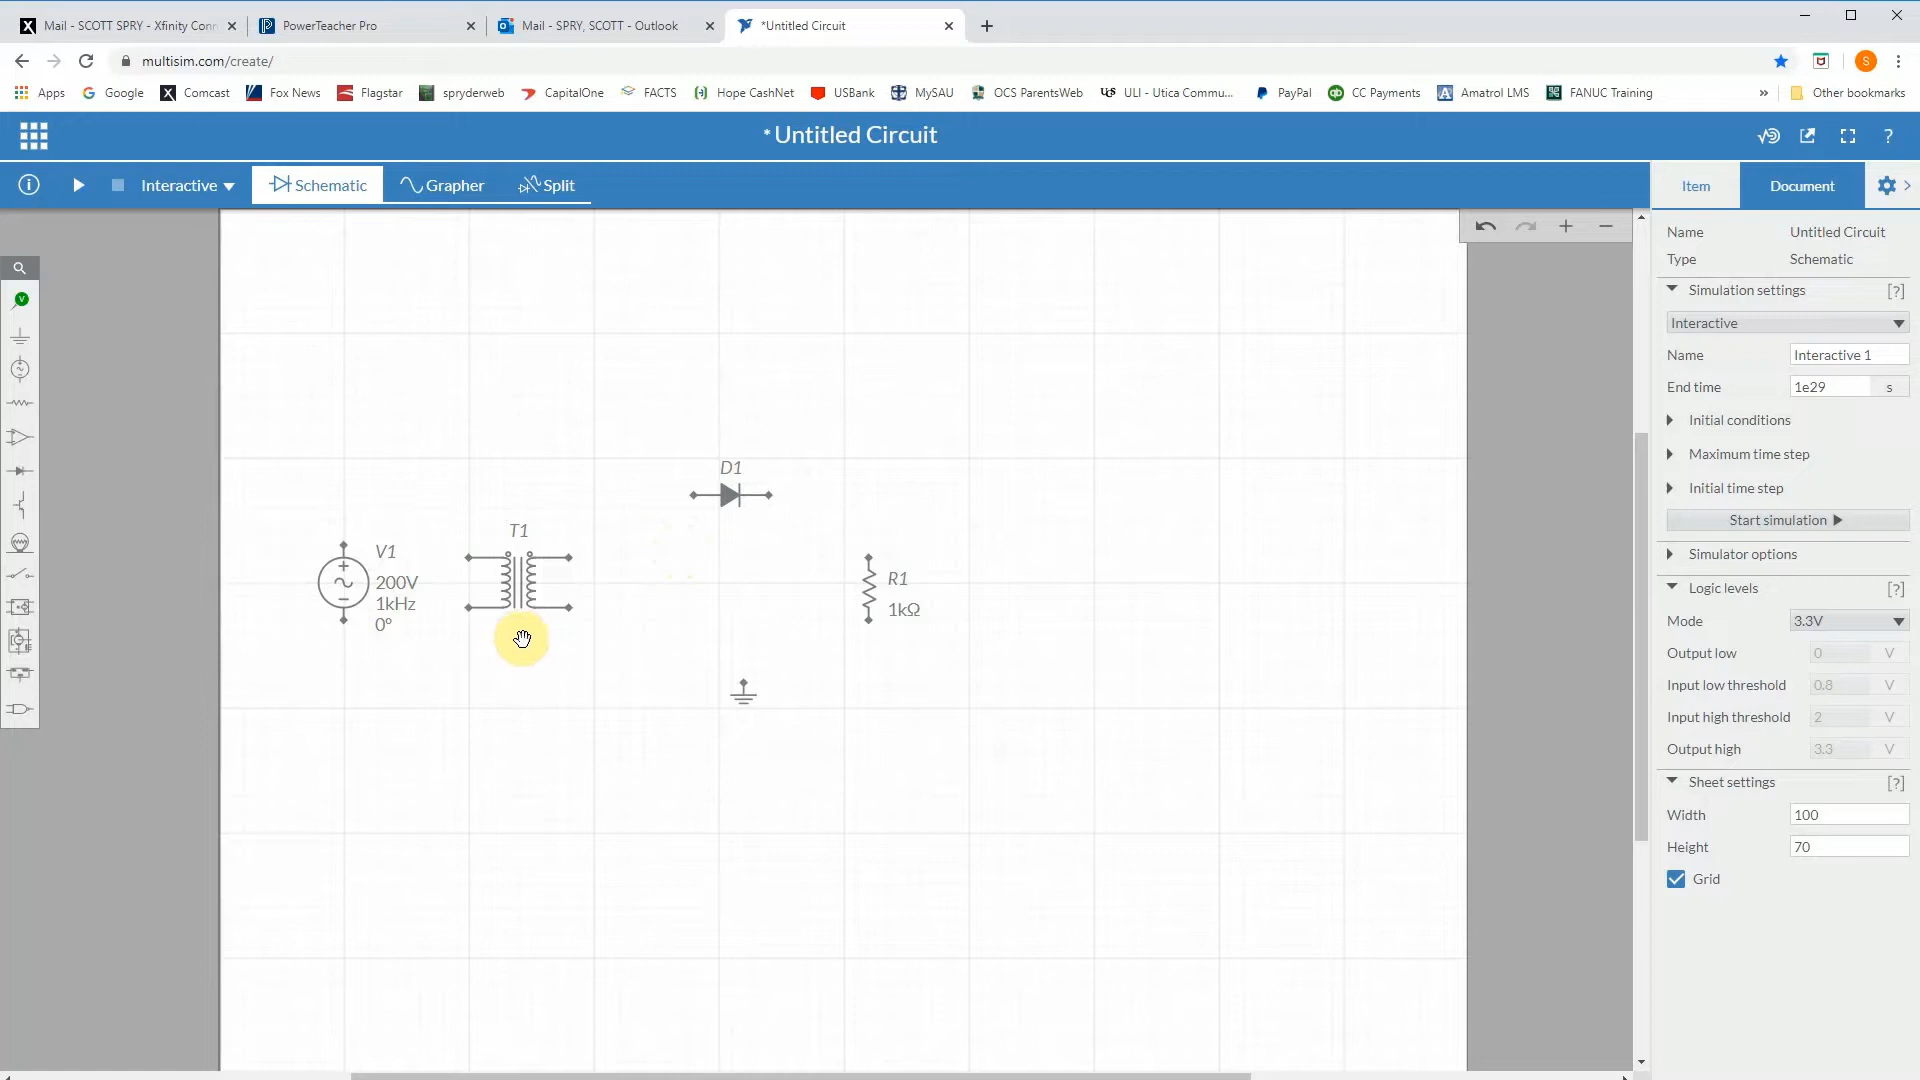 Mail - SCOTT SPRY - Xfinity Conn
PowerTeacher Pro
Mail - SPRY, SCOTT - Outlook
*Untitled Circuit
multisim.com/create/
S
Apps
Google
Comcast
Fox News
Flagstar
spryderweb
CapitalOne
FACTS
Hope CashNet
USBank
MySAU
OCS ParentsWeb
ULI - Utica Commu...
PayPal
CC Payments
Amatrol LMS
FANUC Training
»
Other bookmarks
*Untitled Circuit
?
Interactive
Schematic
Grapher
Split
Item
Document
Name Untitled Circuit
Type Schematic
Simulation settings [?]
Interactive
Name Interactive 1
End time 1e29 s
Initial conditions
Maximum time step
Initial time step
Start simulation
Simulator options
Logic levels [?]
Mode 3.3V
Output low 0 V
Input low threshold 0.8 V
Input high threshold 2 V
Output high 3.3 V
Sheet settings [?]
Width 100
Height 70
Grid
V
D1
T1
V1
200V
1kHz
0°
R1
1kΩ